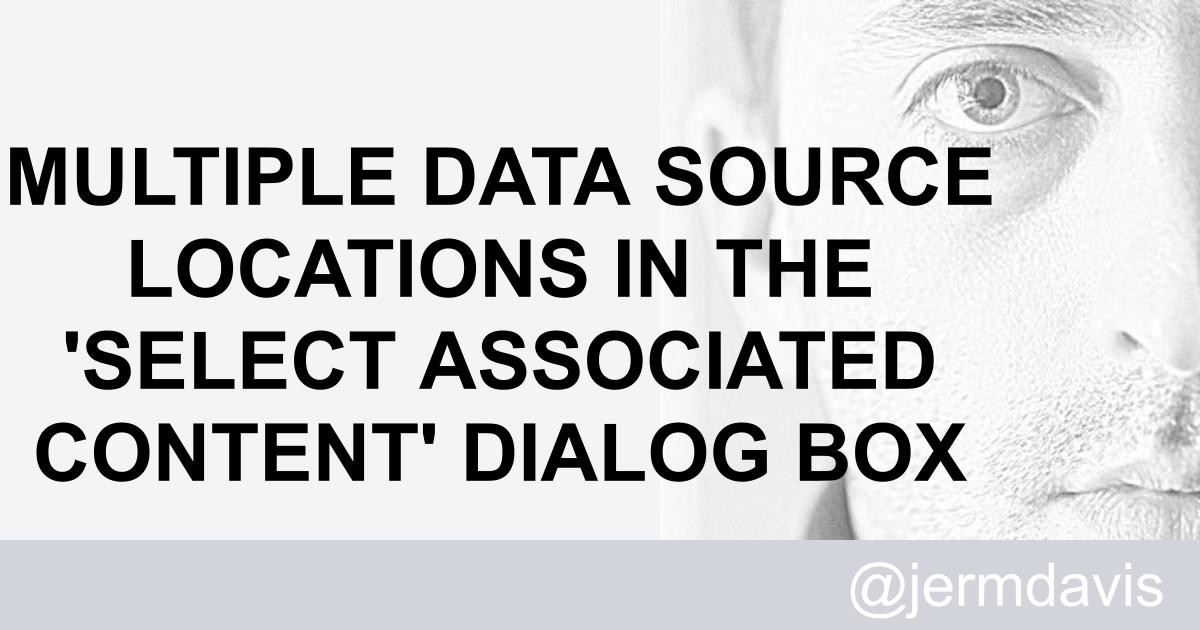 MULTIPLE DATA SOURCE
LOCATIONS IN THE
'SELECT ASSOCIATED
CONTENT' DIALOG BOX
@jermdavis